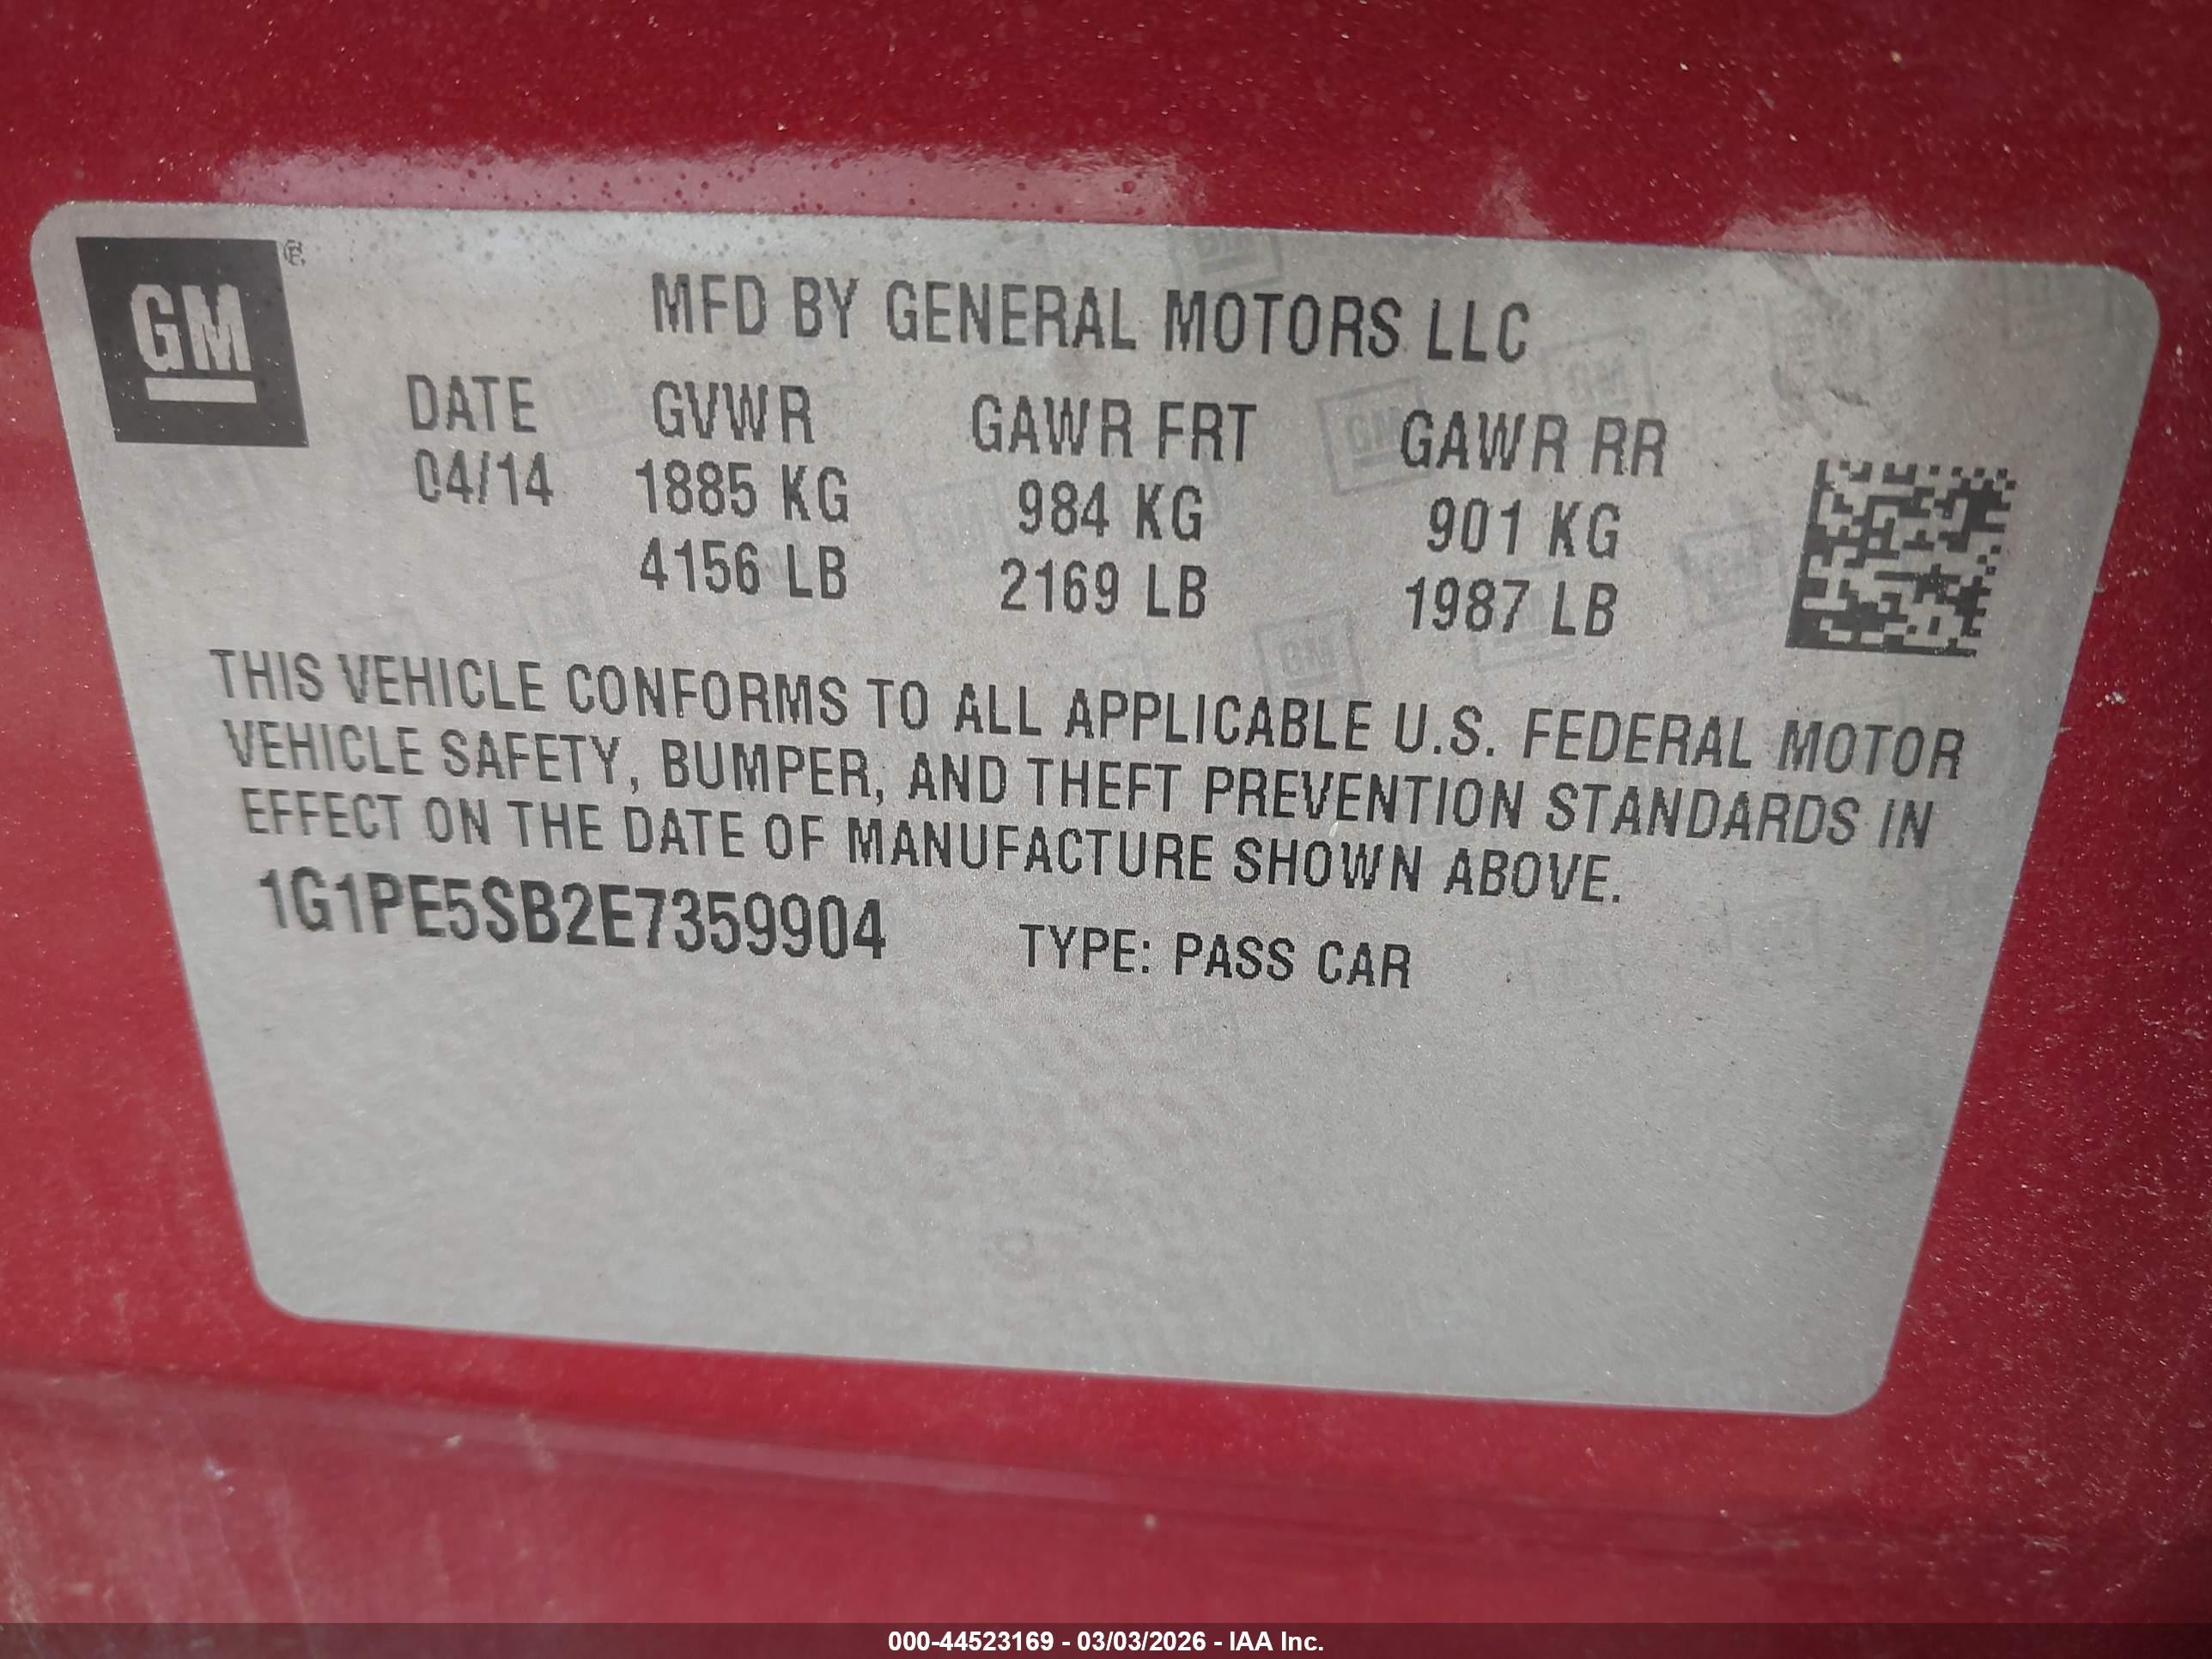 GM
MFD BY GENERAL MOTORS LLC
DATE GVWR GAWR FRT GAWR RR
04/14 1885 KG 984 KG 901 KG
4156 LB 2169 LB 1987 LB
THIS VEHICLE CONFORMS TO ALL APPLICABLE U.S. FEDERAL MOTOR
VEHICLE SAFETY, BUMPER, AND THEFT PREVENTION STANDARDS IN
EFFECT ON THE DATE OF MANUFACTURE SHOWN ABOVE.
1G1PE5SB2E7359904 TYPE: PASS CAR
000-44523169 - 03/03/2026 - IAA Inc.